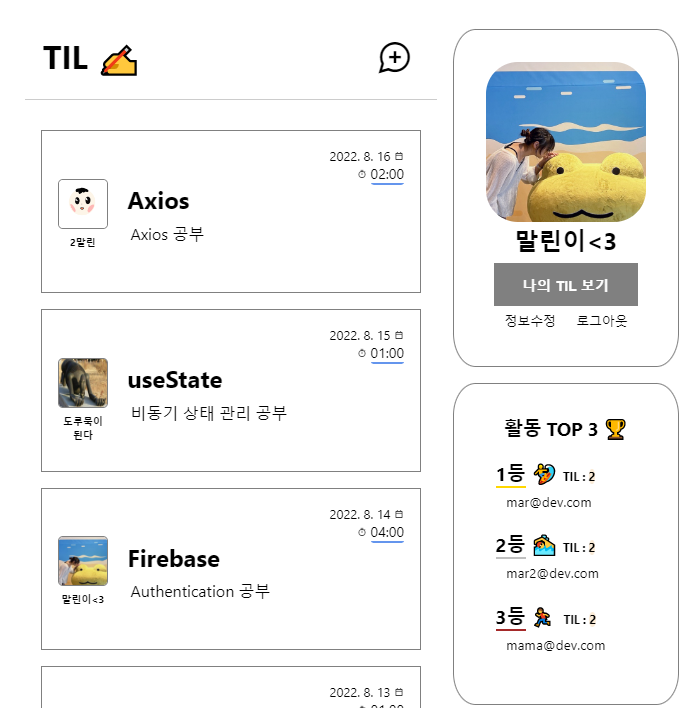 TIL
2022. 8. 16
02:00
Axios
2말린
Axios 공부
2022. 8. 15
01:00
useState
도루묵이
된다
비동기 상태 관리 공부
2022. 8. 14
04:00
Firebase
말린이<3
Authentication 공부
2022. 8. 13
말린이<3
나의 TIL 보기
정보수정 로그아웃
활동 TOP 3
1등 TIL : 2
mar@dev.com
2등 TIL : 2
mar2@dev.com
3등 TIL : 2
mama@dev.com